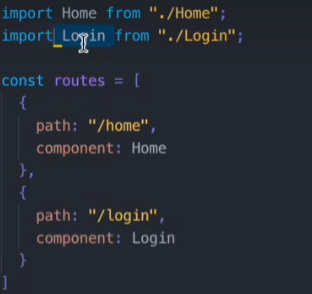 import Home from "./Home";
import Login from "./Login";
const routes = [
{
path: "/home",
component: Home
},
{
path: "/login",
component: Login
}
]